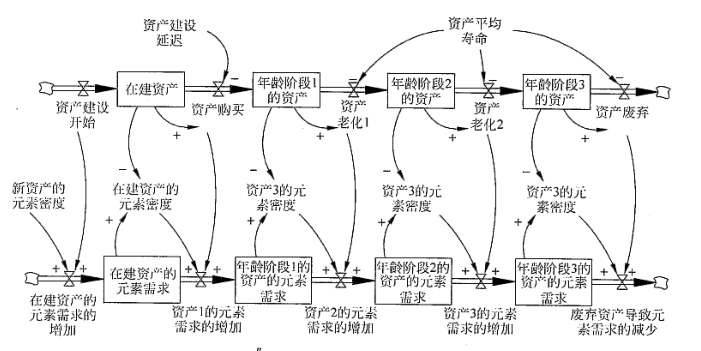 资产建设
延迟
资产平均
寿命
在建资产
年龄阶段1
的资产
年龄阶段2
的资产
年龄阶段3
的资产
资产建设
开始
资产购买
资产
老化1
资产
老化2
资产废弃
新资产的
元素密度
在建资产的
元素密度
资产3的元
素密度
资产3的元
素密度
资产3的元
素密度
在建资产的
元素需求
年龄阶段1的
资产的元素
需求
年龄阶段2的
资产的元素
需求
年龄阶段3的
资产的元素
需求
在建资产的
元素需求的
增加
资产1的元素
需求的增加
资产2的元素
需求的增加
资产3的元素
需求的增加
废弃资产导致元
素需求的减少